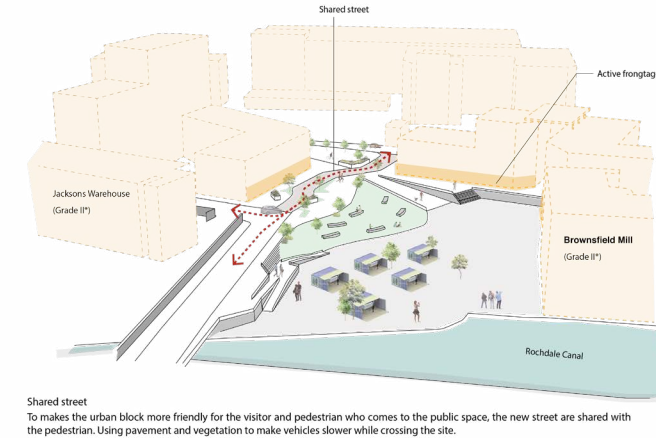 Shared street
Active frongtag
Jacksons Warehouse
(Grade II*)
Brownsfield Mill
(Grade II*)
Rochdale Canal
Shared street
To makes the urban block more friendly for the visitor and pedestrian who comes to the public space, the new street are shared with
the pedestrian. Using pavement and vegetation to make vehicles slower while crossing the site.